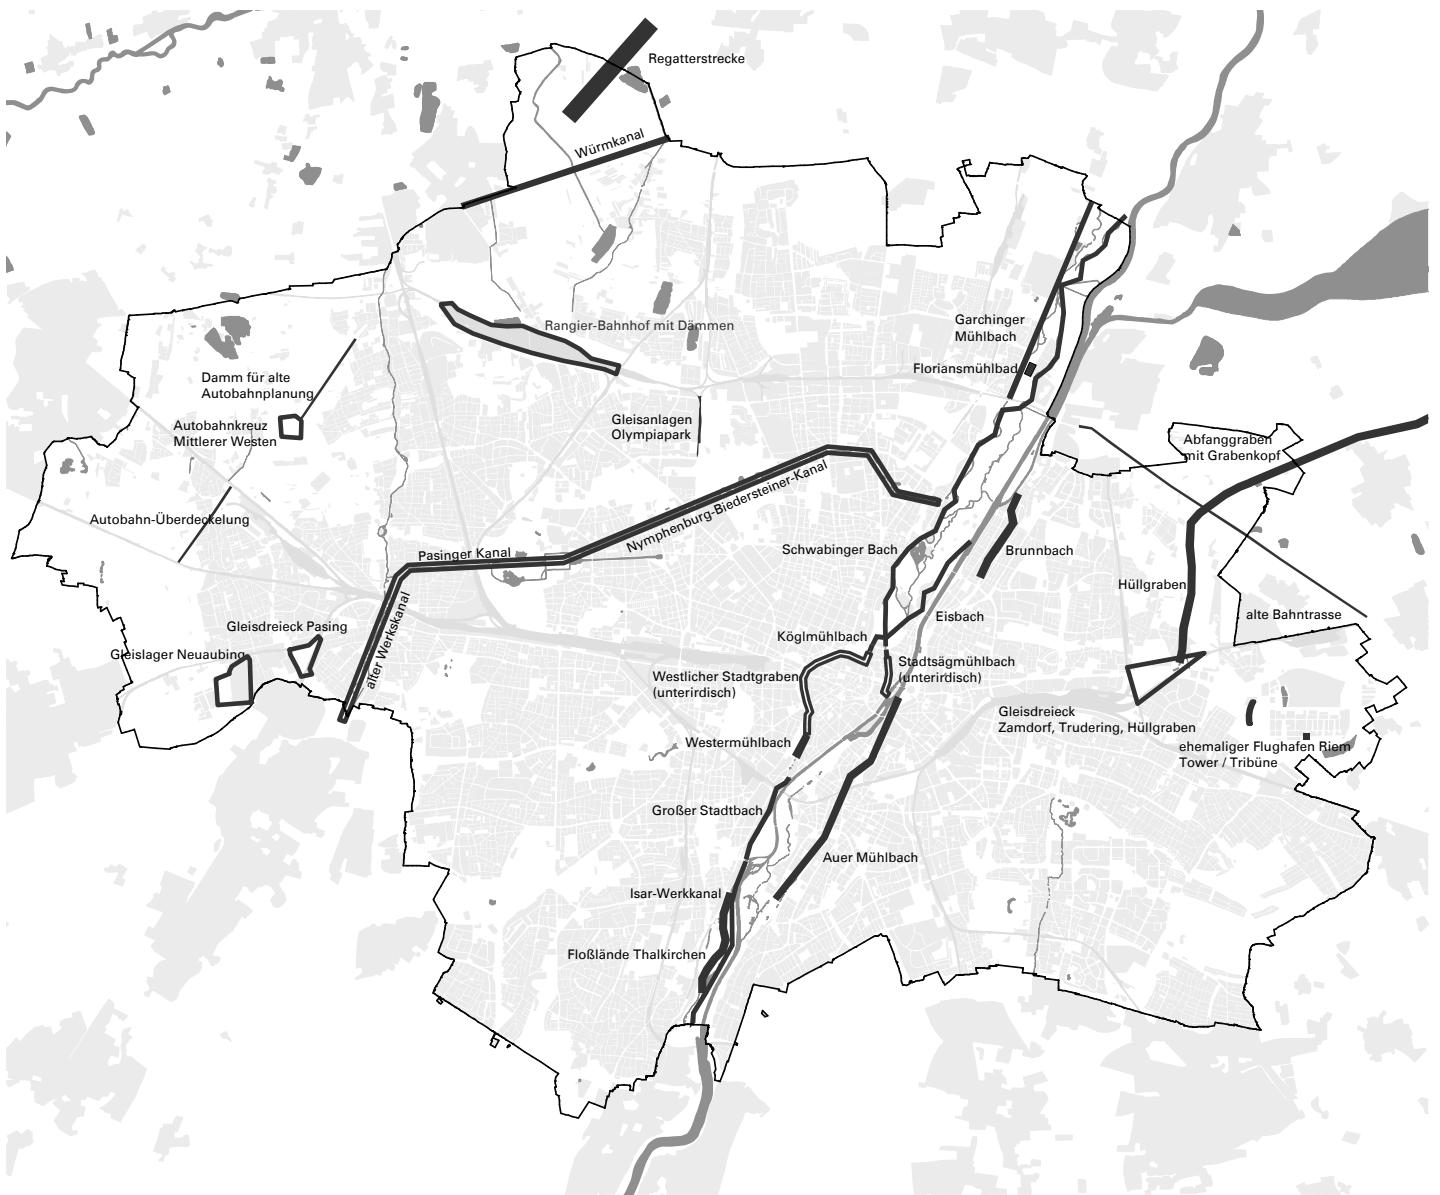 Regatterstrecke
Würmkanal
Garchinger
Mühlbach
Rangier-Bahnhof mit Dämmen
Floriansmühlbad
Damm für alte
Autobahnplanung
Gleisanlagen
Olympiapark
Autobahnkreuz
Mittlerer Westen
Abfanggraben
mit Grabenkopf
Nymphenburg-Biedersteiner-Kanal
Autobahn-Überdeckelung
Pasinger Kanal
Schwabinger Bach
Brunnbach
Hüllgraben
alter Werkskanal
Eisbach
alte Bahntrasse
Gleisdreieck Pasing
Köglmühlbach
Gleislager Neuaubing
Stadtsägmühlbach
(unterirdisch)
Westlicher Stadtgraben
(unterirdisch)
Gleisdreieck
Zamdorf, Trudering, Hüllgraben
Westermühlbach
ehemaliger Flughafen Riem
Tower / Tribüne
Großer Stadtbach
Auer Mühlbach
Isar-Werkkanal
Floßlände Thalkirchen